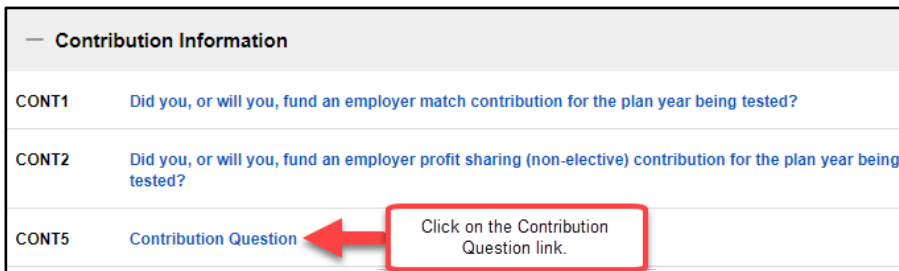 — Contribution Information
CONT1 Did you, or will you, fund an employer match contribution for the plan year being tested?
CONT2 Did you, or will you, fund an employer profit sharing (non-elective) contribution for the plan year being
tested?
CONT5 Contribution Question
Click on the Contribution
Question link.